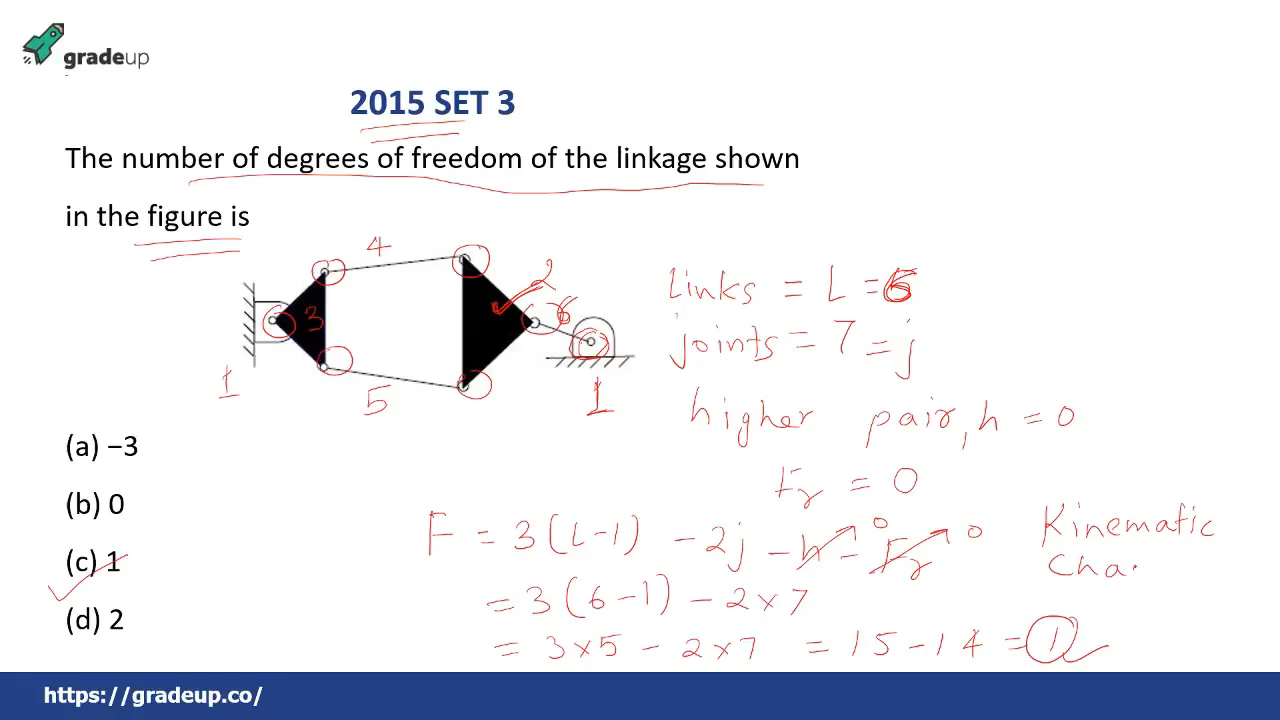 gradeup
2015 SET 3
The number of degrees of freedom of the linkage shown
in the figure is
4
2
3
6
1
5
1
links = L = 6
joints = 7 = j
higher pair, h = 0
Fr = 0
(a) −3
(b) 0
(c) 1
(d) 2
F = 3(L-1) - 2j - h - Fr
0
0
= 3(6-1) - 2×7
= 3×5 - 2×7 = 15 - 14 = 1
Kinematic
Cha
https://gradeup.co/